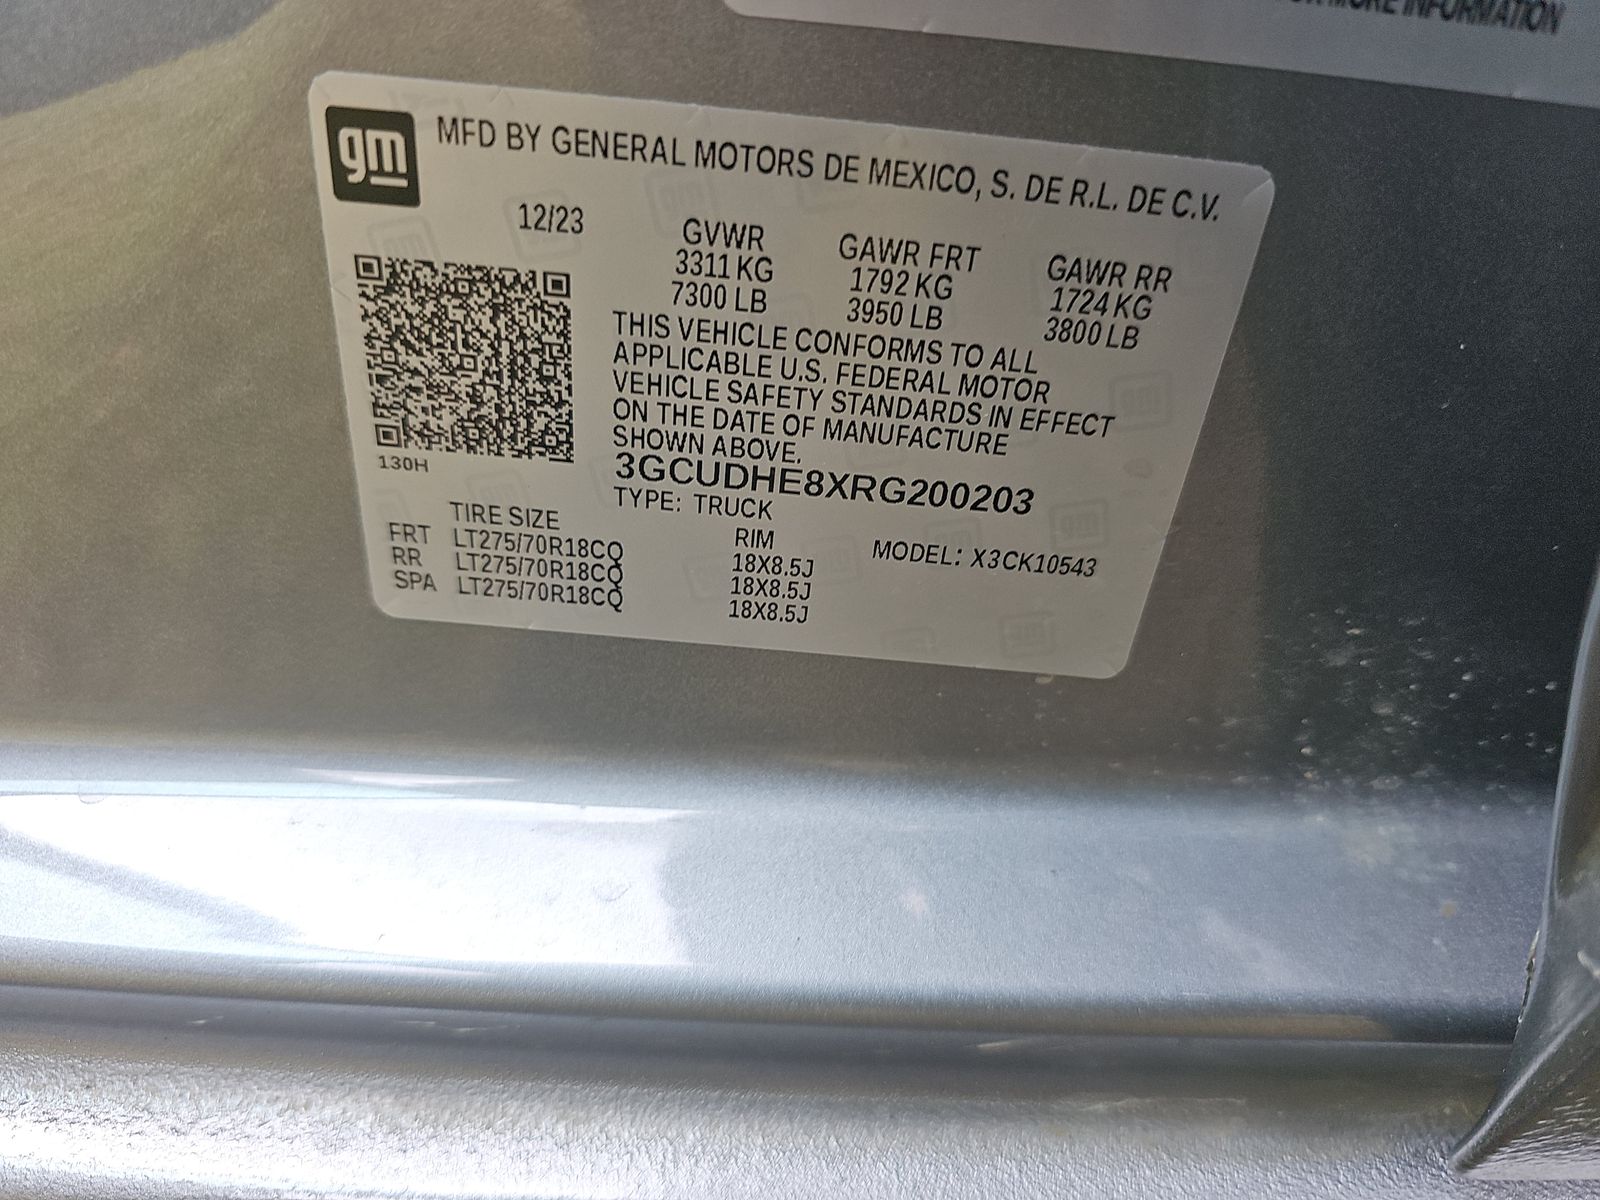 FOR MORE INFORMATION
gm
MFD BY GENERAL MOTORS DE MEXICO, S. DE R.L. DE C.V.
12/23
GVWR GAWR FRT GAWR RR
3311 KG 1792 KG 1724 KG
7300 LB 3950 LB 3800 LB
THIS VEHICLE CONFORMS TO ALL
APPLICABLE U.S. FEDERAL MOTOR
VEHICLE SAFETY STANDARDS IN EFFECT
ON THE DATE OF MANUFACTURE
SHOWN ABOVE.
130H
3GCUDHE8XRG200203
TYPE: TRUCK
TIRE SIZE RIM MODEL: X3CK10543
FRT LT275/70R18CQ 18X8.5J
RR LT275/70R18CQ 18X8.5J
SPA LT275/70R18CQ 18X8.5J